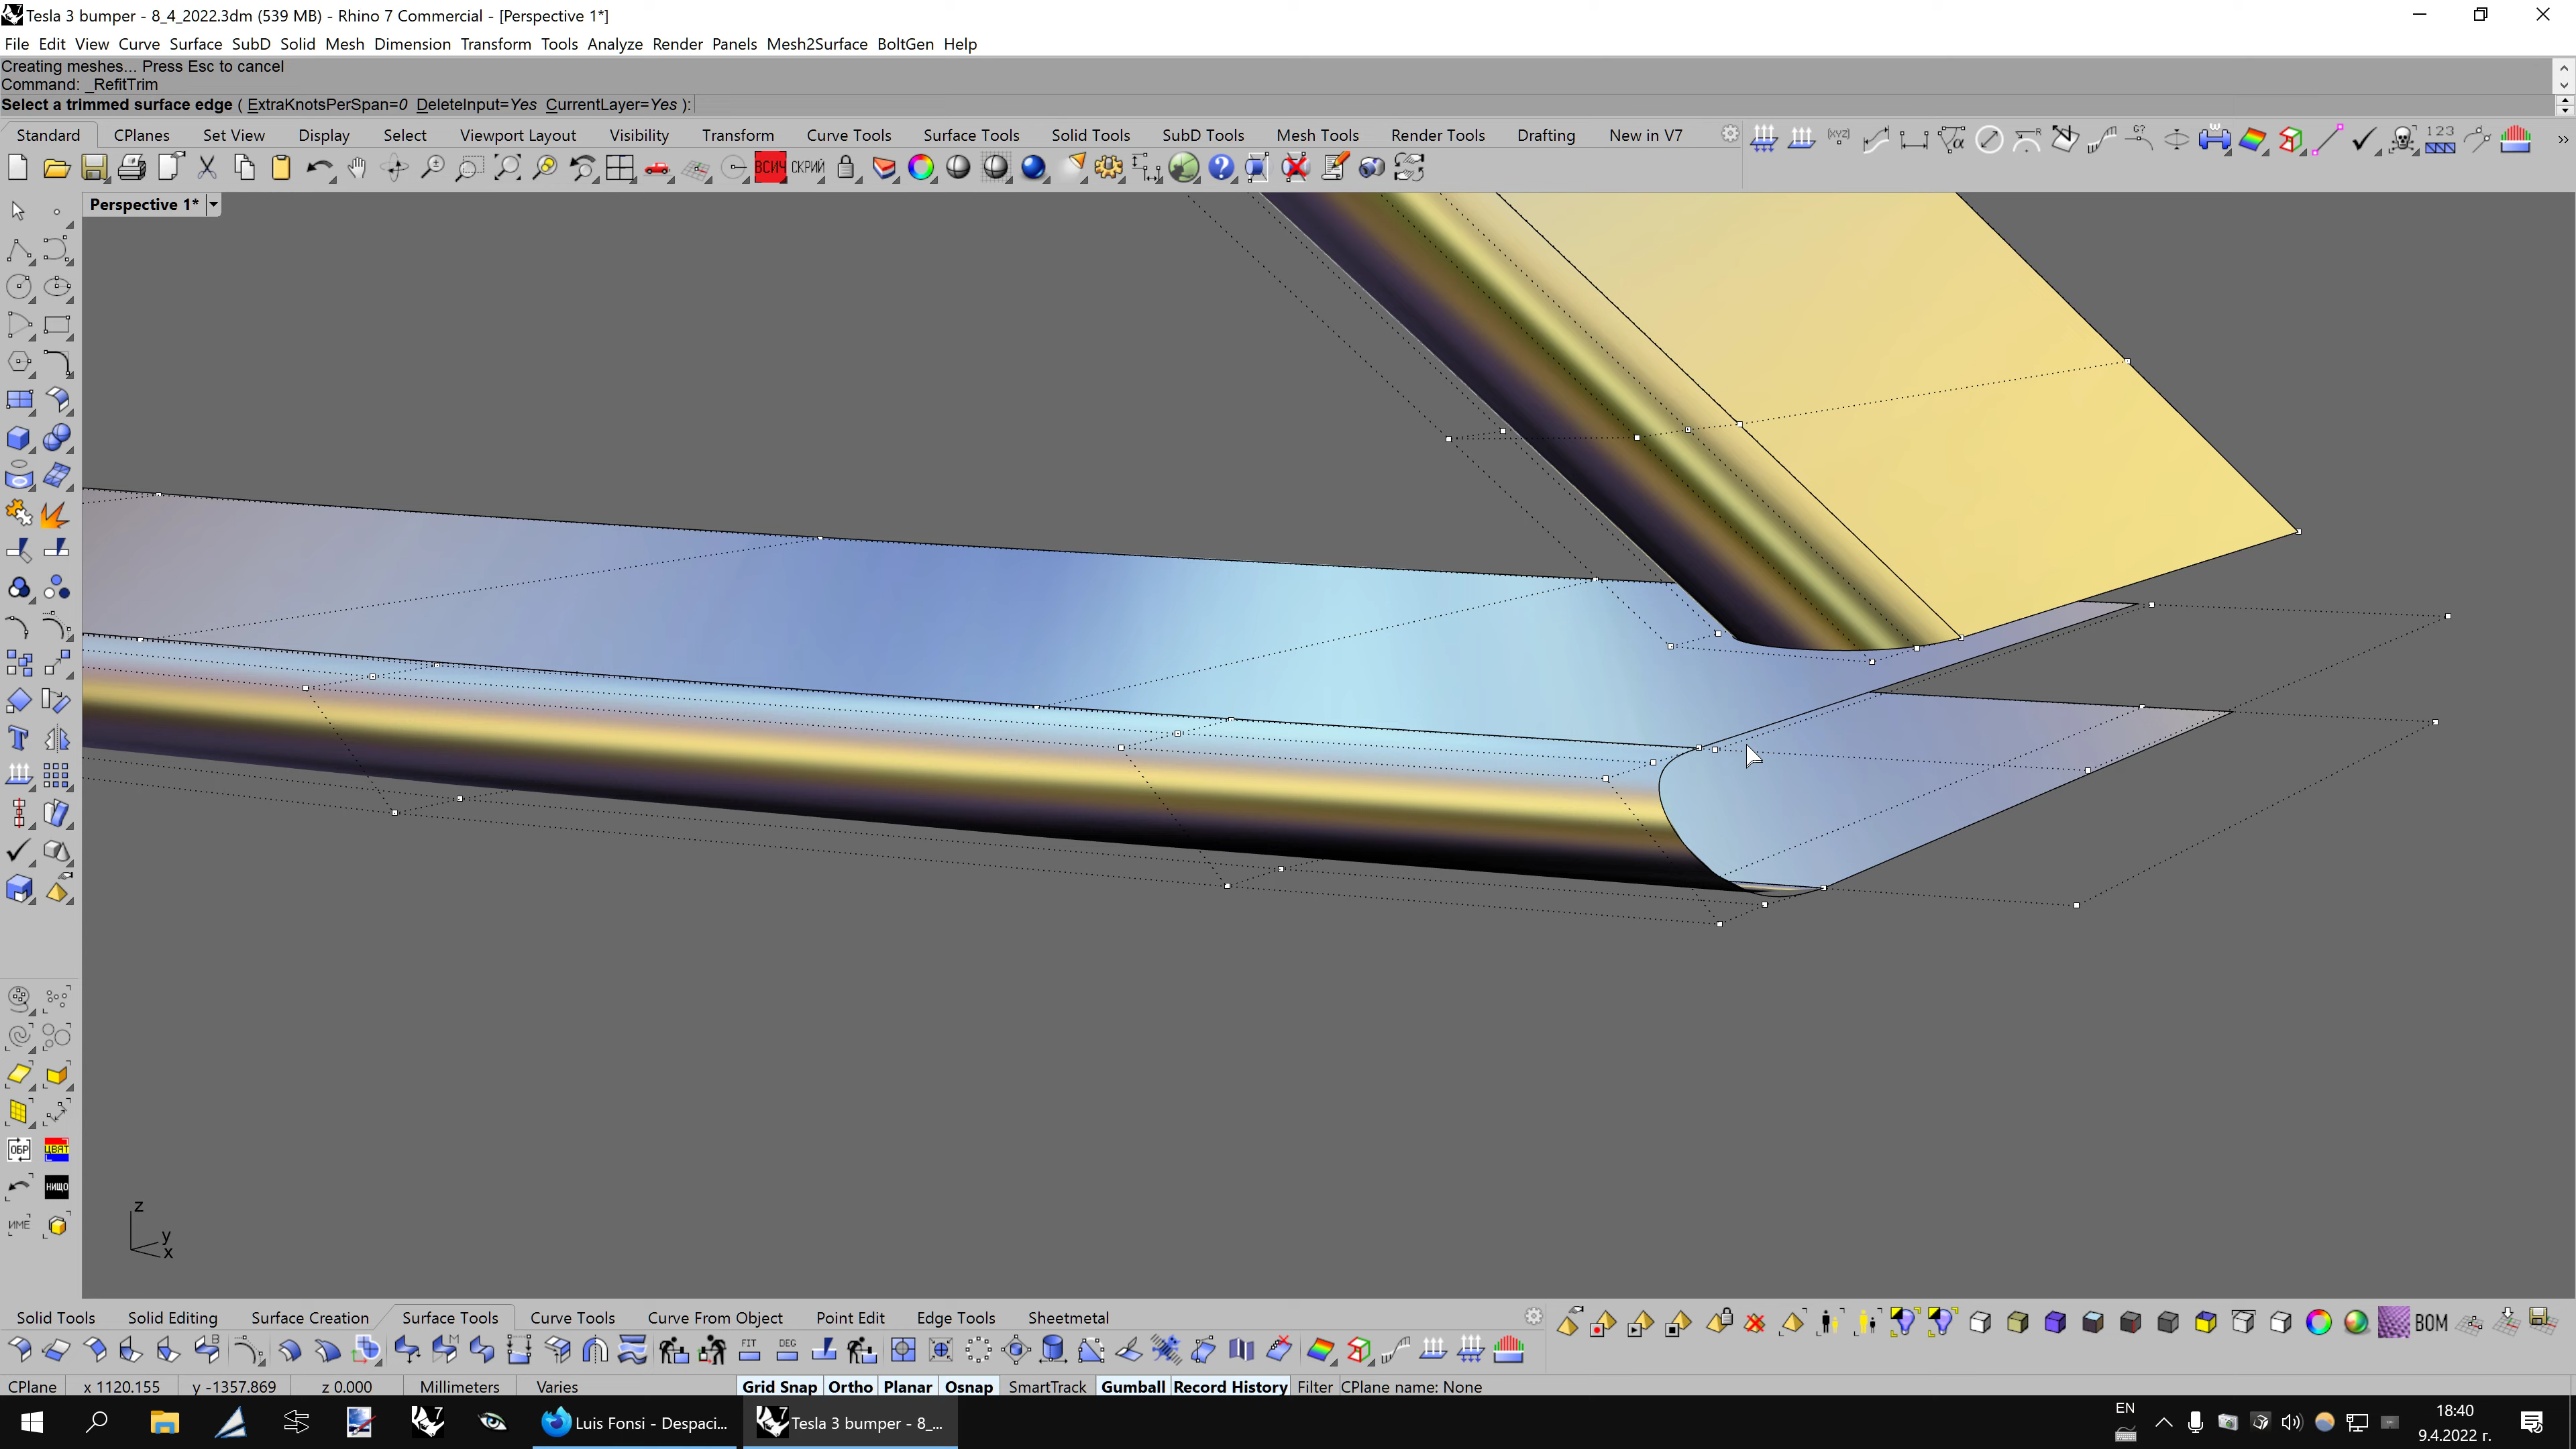 Tesla 3 bumper - 8_4_2022.3dm (539 MB) - Rhino 7 Commercial - [Perspective 1*]
File Edit View Curve Surface SubD Solid Mesh Dimension Transform Tools Analyze Render Panels Mesh2Surface BoltGen Help
Creating meshes... Press Esc to cancel
Command: _RefitTrim
Select a trimmed surface edge ( ExtraKnotsPerSpan=0 DeleteInput=Yes CurrentLayer=Yes ):
Standard CPlanes Set View Display Select Viewport Layout Visibility Transform Curve Tools Surface Tools Solid Tools SubD Tools Mesh Tools Render Tools Drafting New in V7
ВСИЧ СКРИЙ
Perspective 1*
ОБР ЦВЯТ
НИЩО
ИМЕ
z
y
x
Solid Tools Solid Editing Surface Creation Surface Tools Curve Tools Curve From Object Point Edit Edge Tools Sheetmetal
BOM
FIT DEG
CPlane x 1120.155 y -1357.869 z 0.000 Millimeters Varies Grid Snap Ortho Planar Osnap SmartTrack Gumball Record History Filter CPlane name: None
Luis Fonsi - Despaci... Tesla 3 bumper - 8_...
EN
18:40
9.4.2022 г.